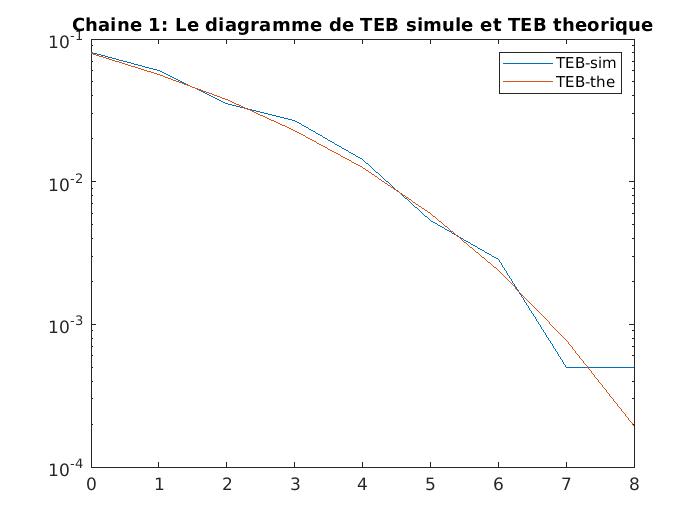 Chaine 1: Le diagramme de TEB simule et TEB theorique
10-1
TEB-sim
TEB-the
10-2
10-3
10-4
0 1 2 3 4 5 6 7 8